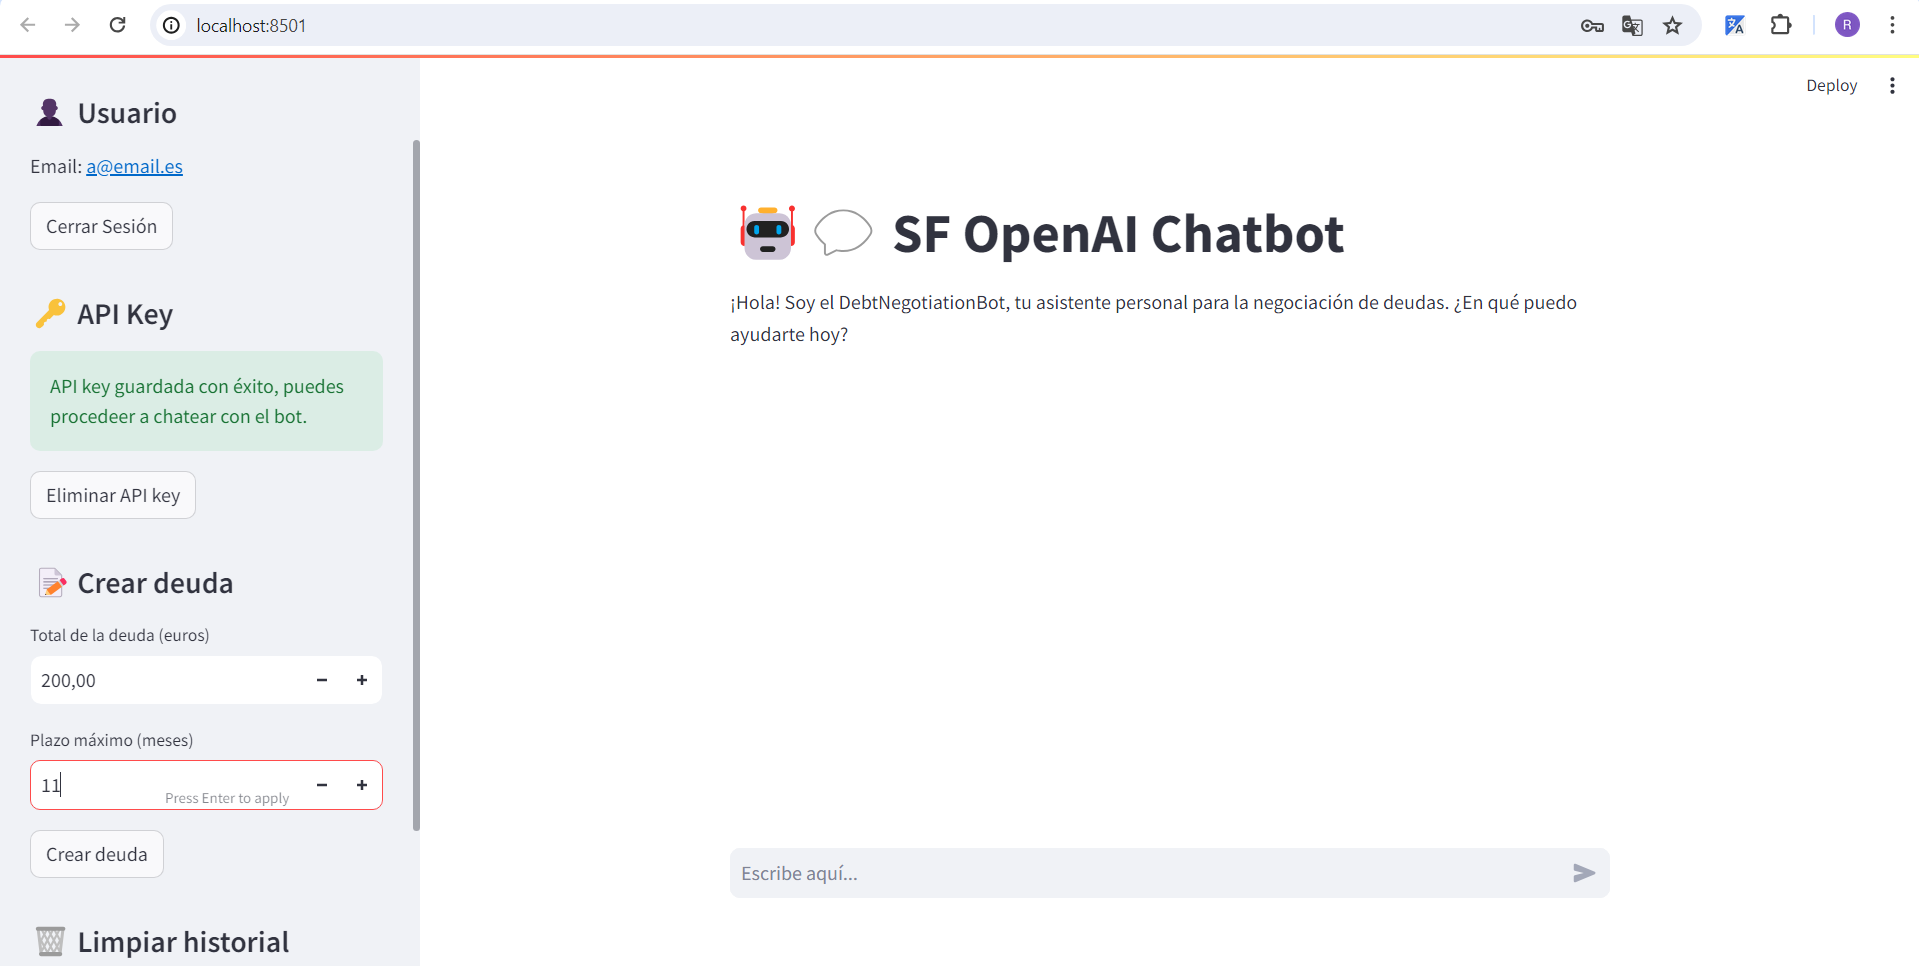 localhost:8501
R
Deploy
Usuario
Email: a@email.es
Cerrar Sesión
API Key
API key guardada con éxito, puedes
procedeer a chatear con el bot.
Eliminar API key
Crear deuda
Total de la deuda (euros)
200,00
Plazo máximo (meses)
11
Press Enter to apply
Crear deuda
Limpiar historial
SF OpenAI Chatbot
¡Hola! Soy el DebtNegotiationBot, tu asistente personal para la negociación de deudas. ¿En qué puedo
ayudarte hoy?
Escribe aquí...